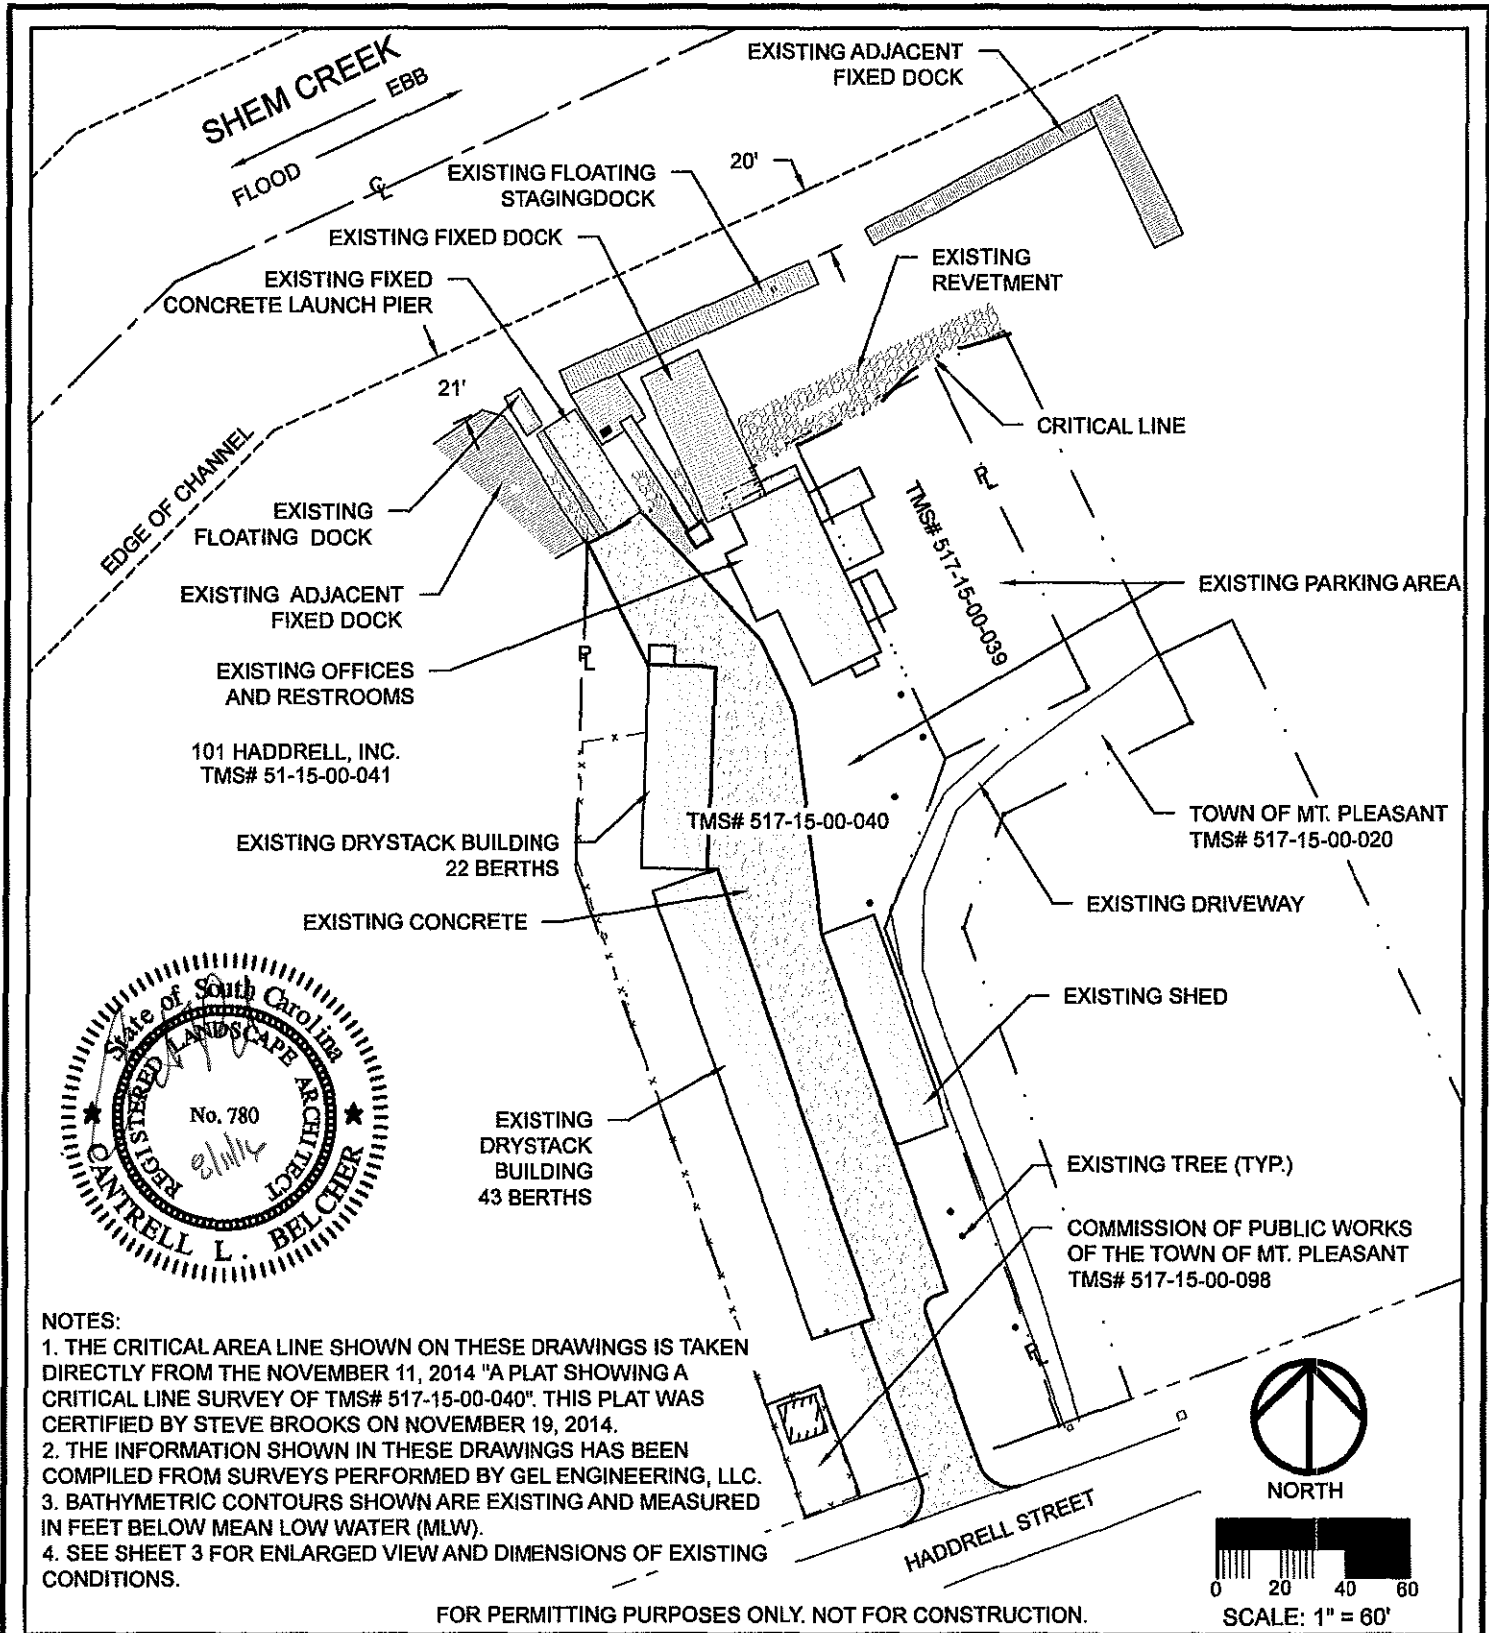 SHEM CREEK
EBB
FLOOD
CL
EXISTING ADJACENT
FIXED DOCK
20'
EXISTING FLOATING
STAGINGDOCK
EXISTING FIXED DOCK
EXISTING FIXED
CONCRETE LAUNCH PIER
EXISTING
REVETMENT
21'
CRITICAL LINE
EDGE OF CHANNEL
EXISTING
FLOATING DOCK
PL
TMS# 517-15-00-039
EXISTING ADJACENT
FIXED DOCK
EXISTING PARKING AREA
PL
EXISTING OFFICES
AND RESTROOMS
101 HADDRELL, INC.
TMS# 51-15-00-041
TMS# 517-15-00-040
TOWN OF MT. PLEASANT
TMS# 517-15-00-020
EXISTING DRYSTACK BUILDING
22 BERTHS
EXISTING DRIVEWAY
EXISTING CONCRETE
EXISTING SHED
State of South Carolina
REGISTERED LANDSCAPE ARCHITECT
No. 780
CANTRELL L. BELCHER
EXISTING
DRYSTACK
BUILDING
43 BERTHS
EXISTING TREE (TYP.)
COMMISSION OF PUBLIC WORKS
OF THE TOWN OF MT. PLEASANT
TMS# 517-15-00-098
PL
NOTES:
1. THE CRITICAL AREA LINE SHOWN ON THESE DRAWINGS IS TAKEN
DIRECTLY FROM THE NOVEMBER 11, 2014 "A PLAT SHOWING A
CRITICAL LINE SURVEY OF TMS# 517-15-00-040". THIS PLAT WAS
CERTIFIED BY STEVE BROOKS ON NOVEMBER 19, 2014.
2. THE INFORMATION SHOWN IN THESE DRAWINGS HAS BEEN
COMPILED FROM SURVEYS PERFORMED BY GEL ENGINEERING, LLC.
3. BATHYMETRIC CONTOURS SHOWN ARE EXISTING AND MEASURED
IN FEET BELOW MEAN LOW WATER (MLW).
4. SEE SHEET 3 FOR ENLARGED VIEW AND DIMENSIONS OF EXISTING
CONDITIONS.
HADDRELL STREET
NORTH
0 20 40 60
SCALE: 1" = 60'
FOR PERMITTING PURPOSES ONLY. NOT FOR CONSTRUCTION.